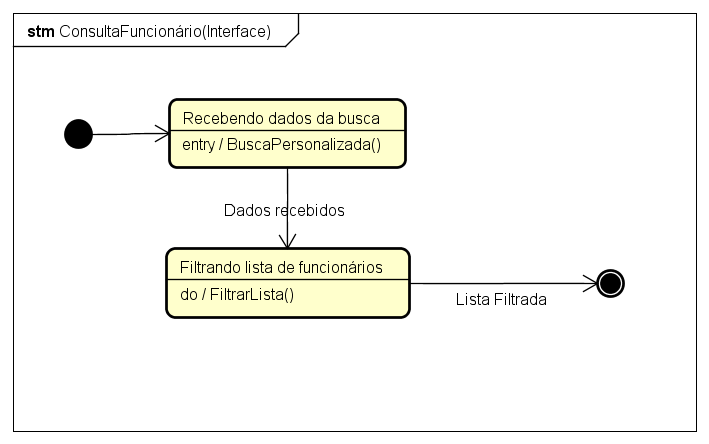 stm ConsultaFuncionário(Interface)
Recebendo dados da busca
entry / BuscaPersonalizada()
Dados recebidos
Filtrando lista de funcionários
do / FiltrarLista()
Lista Filtrada